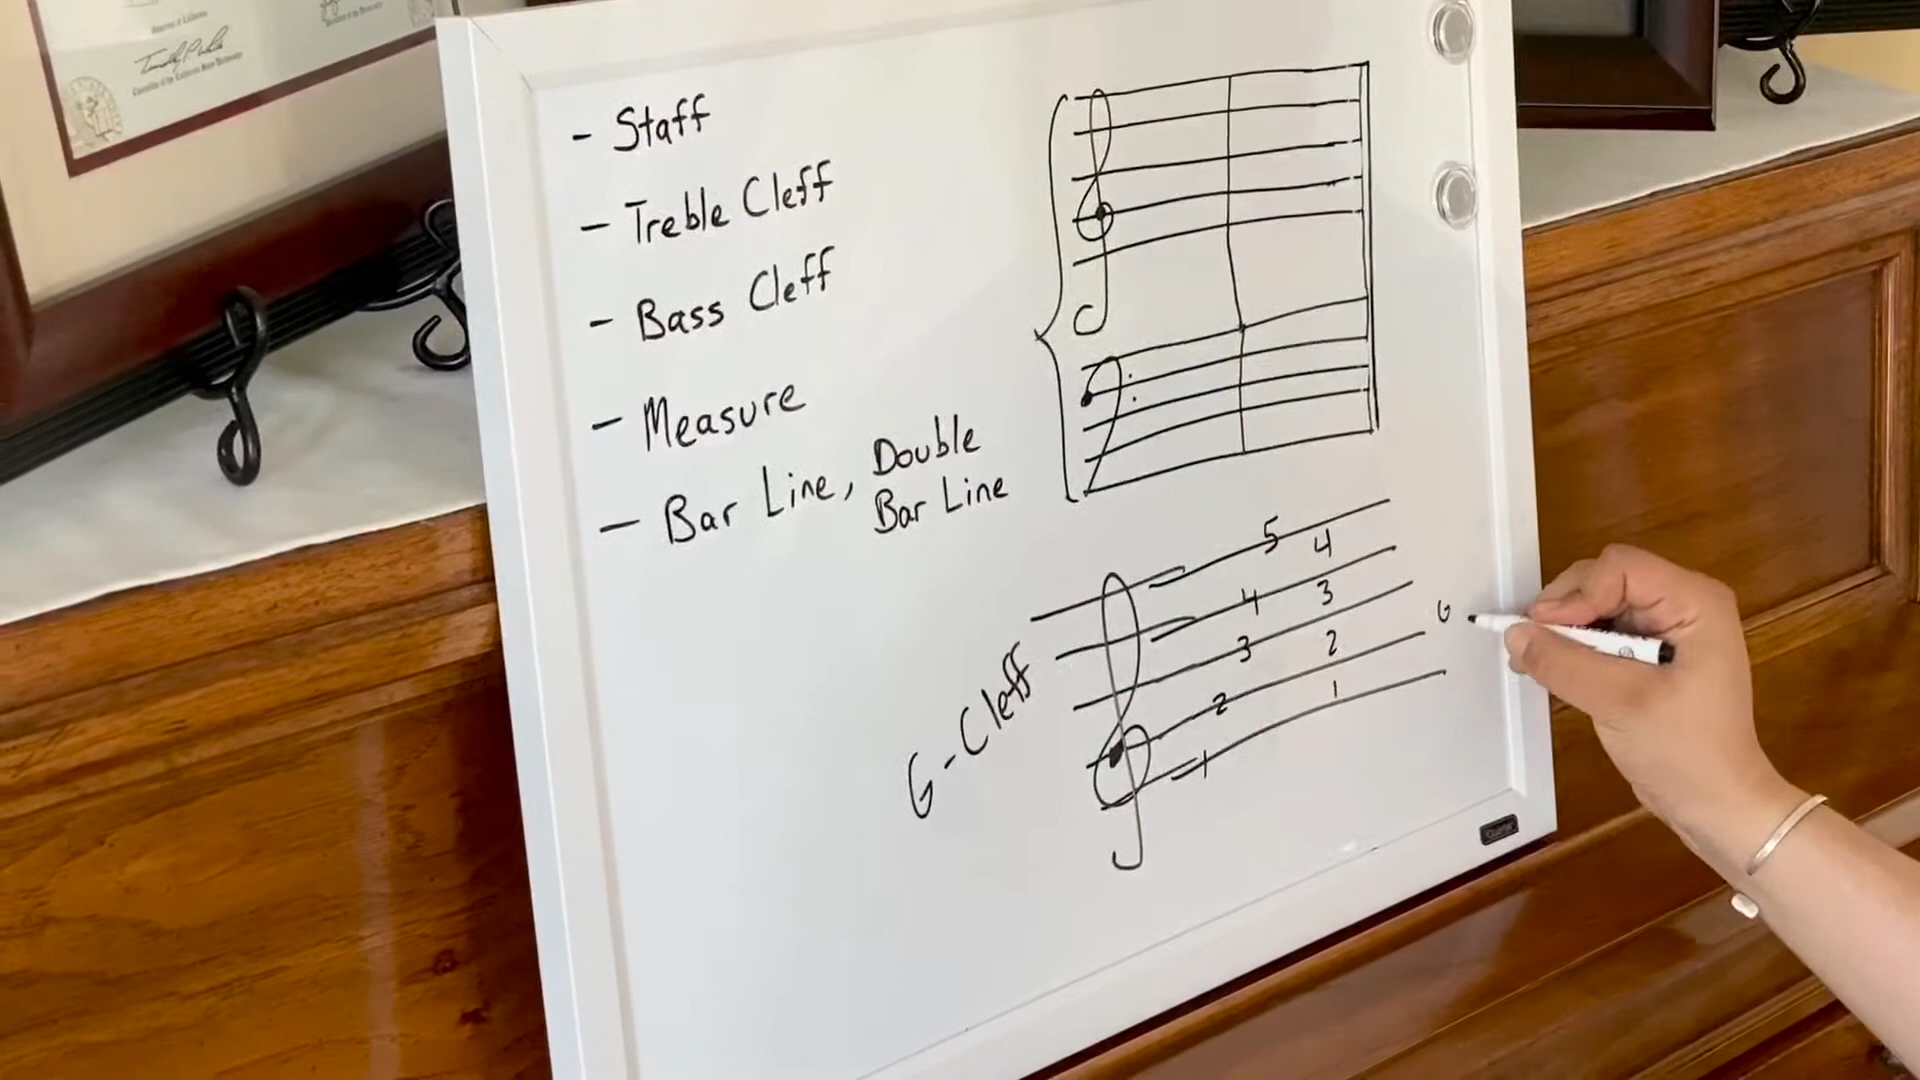 - Staff
- Treble Cleff
- Bass Cleff
- Measure
- Bar Line, Double
Bar Line
G-Cleff
5 4
4 3
3 2
2 1
1
G